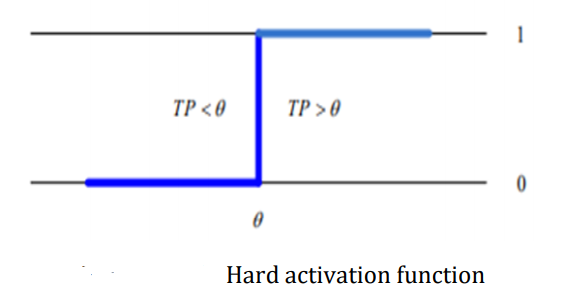 1
TP < θ TP > θ
0
θ
Hard activation function